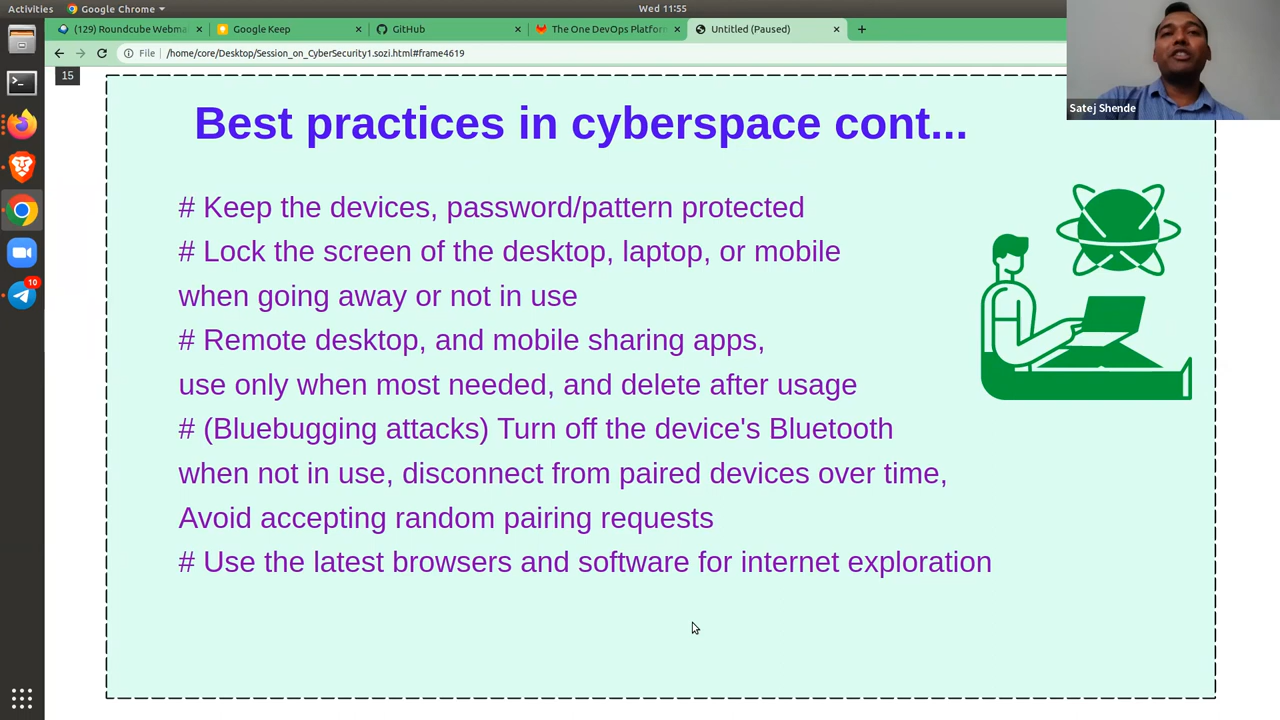 Activities
Google Chrome
Wed 11:55
(129) Roundcube Webma
Google Keep
GitHub
The One DevOps Platfor
Untitled (Paused)
File
/home/core/Desktop/Session_on_CyberSecurity1.sozi.html#frame4619
15
Satej Shende
Best practices in cyberspace cont...
# Keep the devices, password/pattern protected
# Lock the screen of the desktop, laptop, or mobile
when going away or not in use
# Remote desktop, and mobile sharing apps,
use only when most needed, and delete after usage
# (Bluebugging attacks) Turn off the device's Bluetooth
when not in use, disconnect from paired devices over time,
Avoid accepting random pairing requests
# Use the latest browsers and software for internet exploration
10